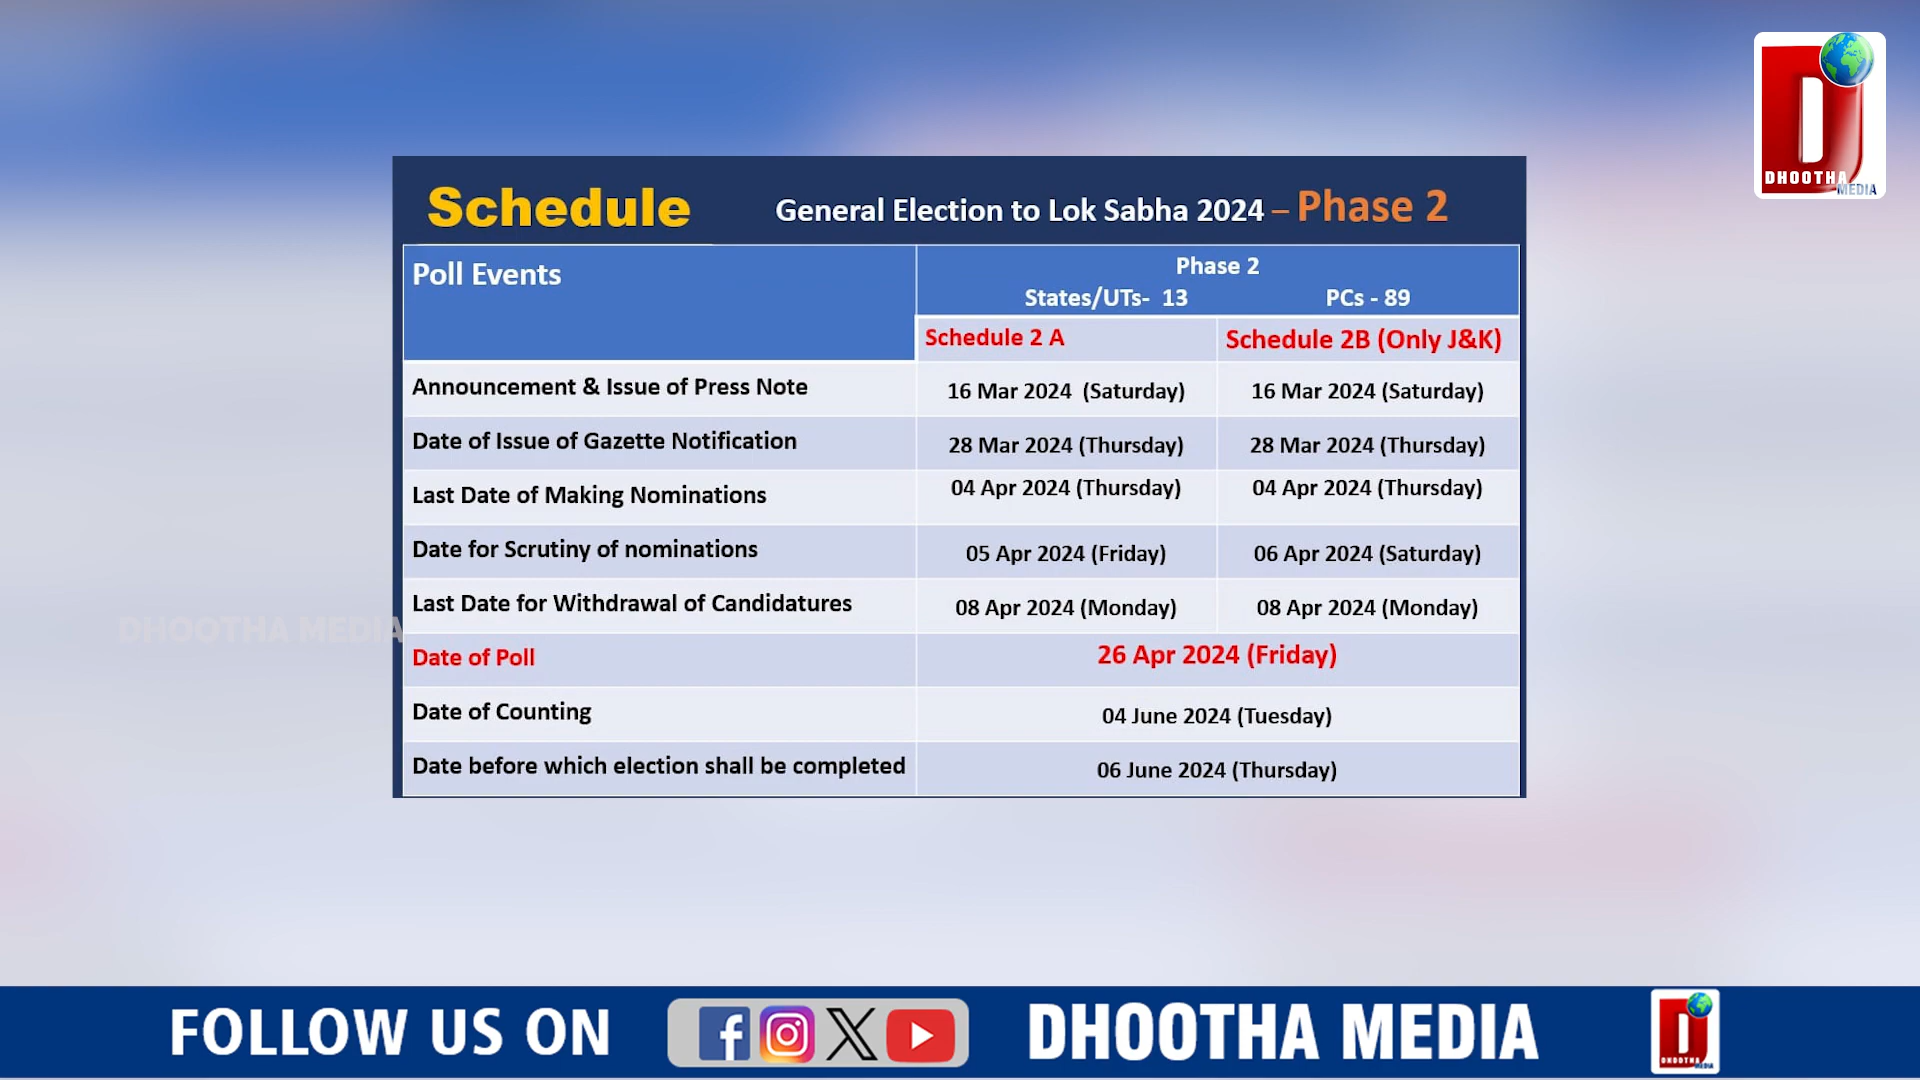 DHOOTHA
MEDIA
Schedule
General Election to Lok Sabha 2024 – Phase 2
Poll Events
Phase 2
States/UTs- 13 PCs - 89
Schedule 2 A Schedule 2B (Only J&K)
Announcement & Issue of Press Note 16 Mar 2024 (Saturday) 16 Mar 2024 (Saturday)
Date of Issue of Gazette Notification 28 Mar 2024 (Thursday) 28 Mar 2024 (Thursday)
Last Date of Making Nominations 04 Apr 2024 (Thursday) 04 Apr 2024 (Thursday)
Date for Scrutiny of nominations 05 Apr 2024 (Friday) 06 Apr 2024 (Saturday)
Last Date for Withdrawal of Candidatures 08 Apr 2024 (Monday) 08 Apr 2024 (Monday)
DHOOTHA MEDIA
Date of Poll 26 Apr 2024 (Friday)
Date of Counting 04 June 2024 (Tuesday)
Date before which election shall be completed 06 June 2024 (Thursday)
FOLLOW US ON DHOOTHA MEDIA
DHOOTHA
MEDIA